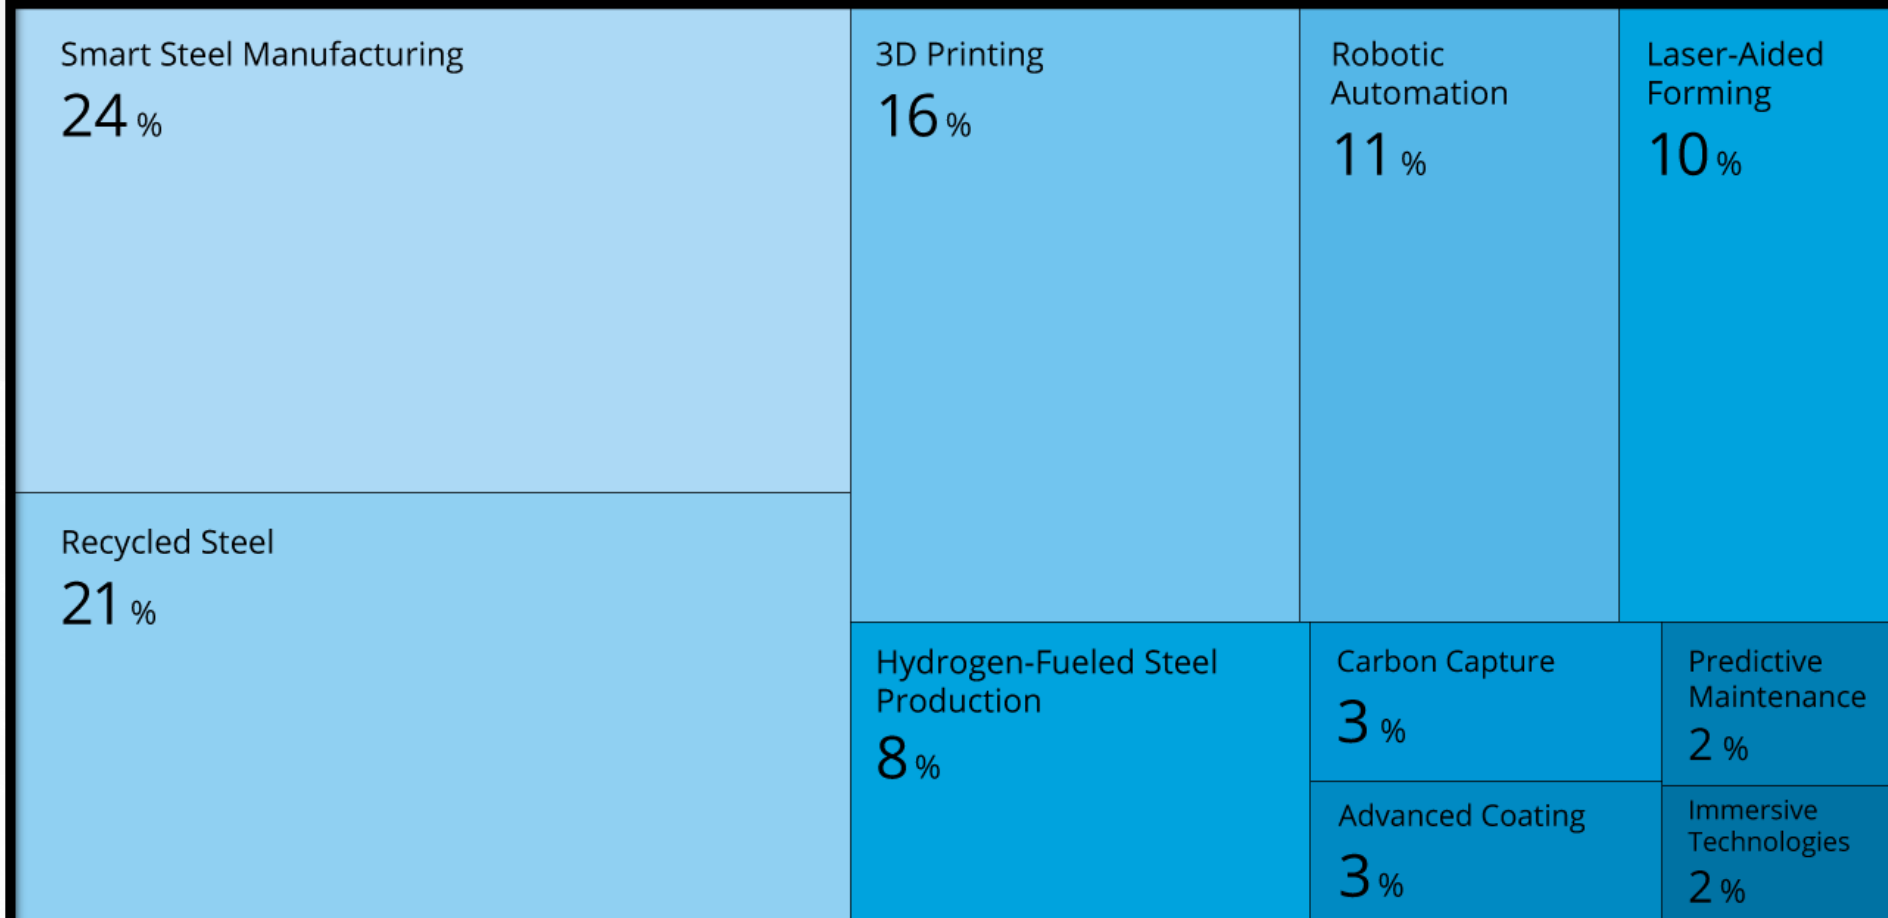 Smart Steel Manufacturing
24 %
3D Printing
16 %
Robotic
Automation
11 %
Laser-Aided
Forming
10 %
Recycled Steel
21 %
Hydrogen-Fueled Steel
Production
8 %
Carbon Capture
3 %
Predictive
Maintenance
2 %
Advanced Coating
3 %
Immersive
Technologies
2 %